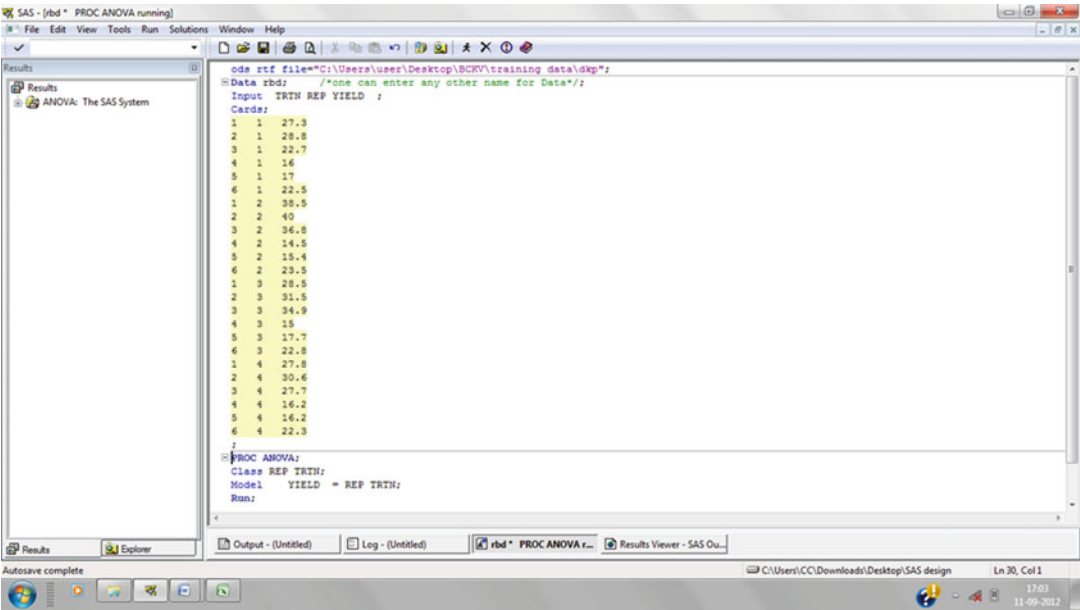 SAS - [rbd * PROC ANOVA running]
File Edit View Tools Run Solutions Window Help
Results
Results
ANOVA: The SAS System
ods rtf file="C:\Users\user\Desktop\BCKV\training data\dkp";
Data rbd; /*one can enter any other name for Data*/;
Input TRTN REP YIELD ;
Cards;
1 1 27.3
2 1 28.8
3 1 22.7
4 1 16
5 1 17
6 1 22.5
1 2 38.5
2 2 40
3 2 36.8
4 2 14.5
5 2 15.4
6 2 23.5
1 3 28.5
2 3 31.5
3 3 34.9
4 3 15
5 3 17.7
6 3 22.8
1 4 27.8
2 4 30.6
3 4 27.7
4 4 16.2
5 4 16.2
6 4 22.3
;
PROC ANOVA;
Class REP TRTN;
Model YIELD = REP TRTN;
Run;
Results Explorer
Output - (Untitled) Log - (Untitled) rbd * PROC ANOVA r... Results Viewer - SAS Ou...
Autosave complete C:\Users\CC\Downloads\Desktop\SAS design Ln 30, Col 1
17:03
11-09-2012